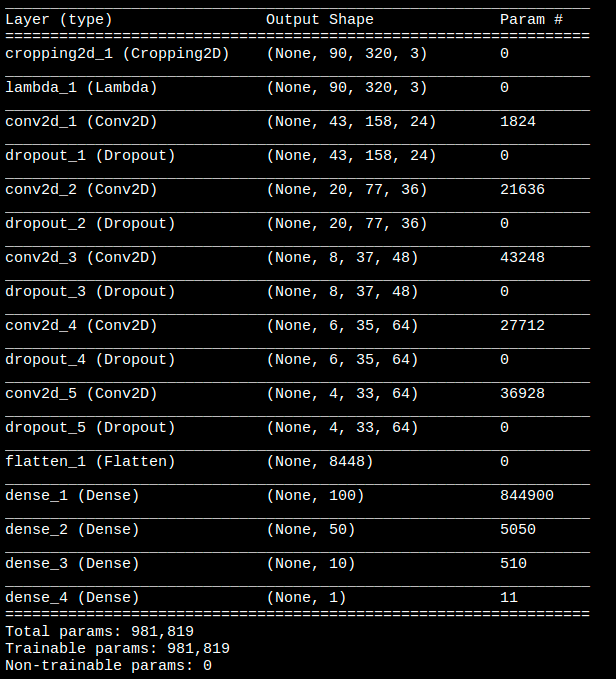 Layer (type) Output Shape Param #
cropping2d_1 (Cropping2D) (None, 90, 320, 3) 0
lambda_1 (Lambda) (None, 90, 320, 3) 0
conv2d_1 (Conv2D) (None, 43, 158, 24) 1824
dropout_1 (Dropout) (None, 43, 158, 24) 0
conv2d_2 (Conv2D) (None, 20, 77, 36) 21636
dropout_2 (Dropout) (None, 20, 77, 36) 0
conv2d_3 (Conv2D) (None, 8, 37, 48) 43248
dropout_3 (Dropout) (None, 8, 37, 48) 0
conv2d_4 (Conv2D) (None, 6, 35, 64) 27712
dropout_4 (Dropout) (None, 6, 35, 64) 0
conv2d_5 (Conv2D) (None, 4, 33, 64) 36928
dropout_5 (Dropout) (None, 4, 33, 64) 0
flatten_1 (Flatten) (None, 8448) 0
dense_1 (Dense) (None, 100) 844900
dense_2 (Dense) (None, 50) 5050
dense_3 (Dense) (None, 10) 510
dense_4 (Dense) (None, 1) 11
Total params: 981,819
Trainable params: 981,819
Non-trainable params: 0